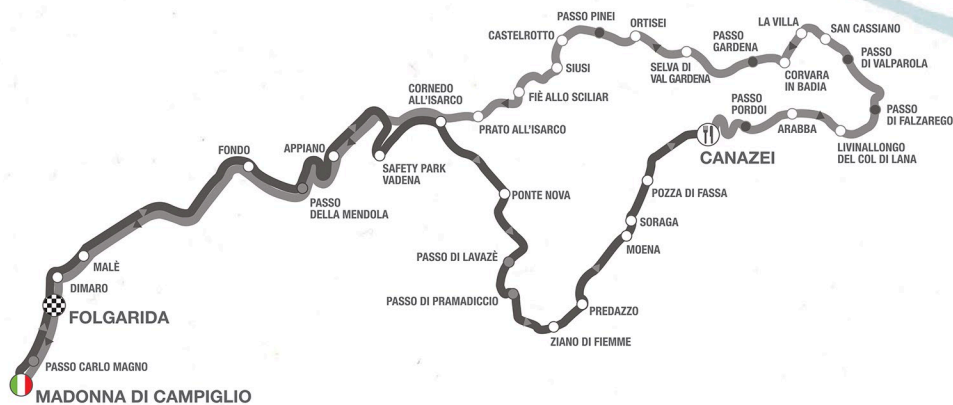 PASSO PINEI
ORTISEI
CASTELROTTO
SIUSI
SELVA DI
VAL GARDENA
PASSO
GARDENA
LA VILLA
SAN CASSIANO
PASSO
DI VALPAROLA
CORVARA
IN BADIA
PASSO
DI FALZAREGO
PASSO
PORDOI
ARABBA
LIVINALLONGO
DEL COL DI LANA
CORNEDO
ALL'ISARCO
FIÈ ALLO SCILIAR
PRATO ALL'ISARCO
CANAZEI
FONDO
APPIANO
SAFETY PARK
VADENA
PASSO
DELLA MENDOLA
PONTE NOVA
POZZA DI FASSA
SORAGA
MOENA
PASSO DI LAVAZÈ
PASSO DI PRAMADICCIO
PREDAZZO
ZIANO DI FIEMME
MALÈ
DIMARO
FOLGARIDA
PASSO CARLO MAGNO
MADONNA DI CAMPIGLIO